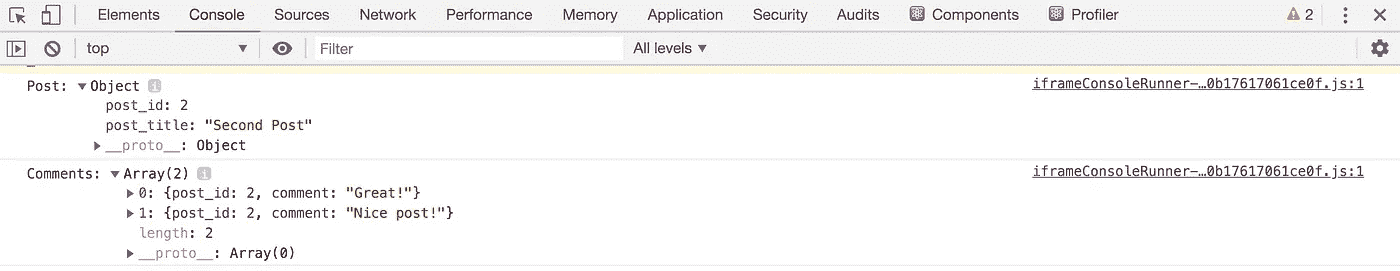 Elements Console Sources Network Performance Memory Application Security Audits Components Profiler 2
top Filter All levels ▼
Post: ▼Object i iframeConsoleRunner-…0b17617061ce0f.js:1
post_id: 2
post_title: "Second Post"
▶__proto__: Object
Comments: ▼Array(2) i iframeConsoleRunner-…0b17617061ce0f.js:1
▶0: {post_id: 2, comment: "Great!"}
▶1: {post_id: 2, comment: "Nice post!"}
length: 2
▶__proto__: Array(0)